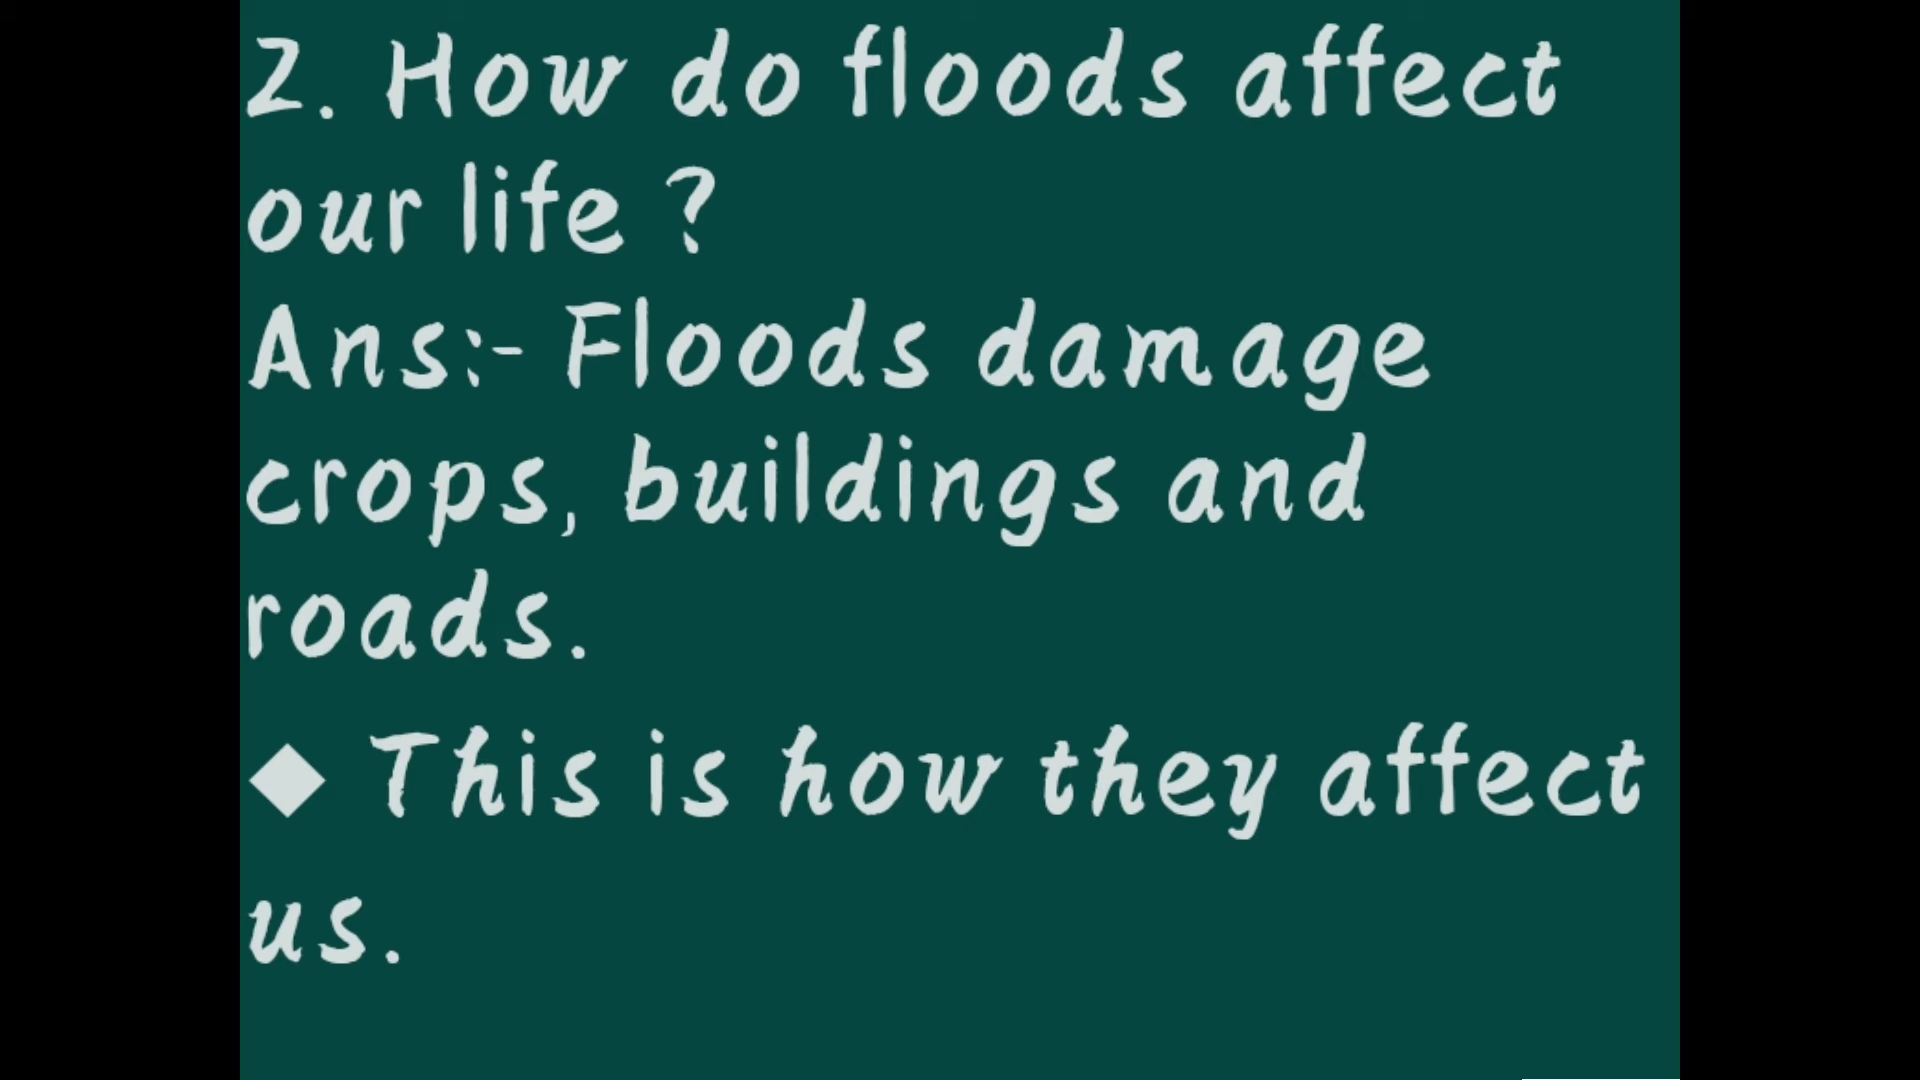 2. How do floods affect
our life ?
Ans:- Floods damage
crops, buildings and
roads.
◆ This is how they affect
us.